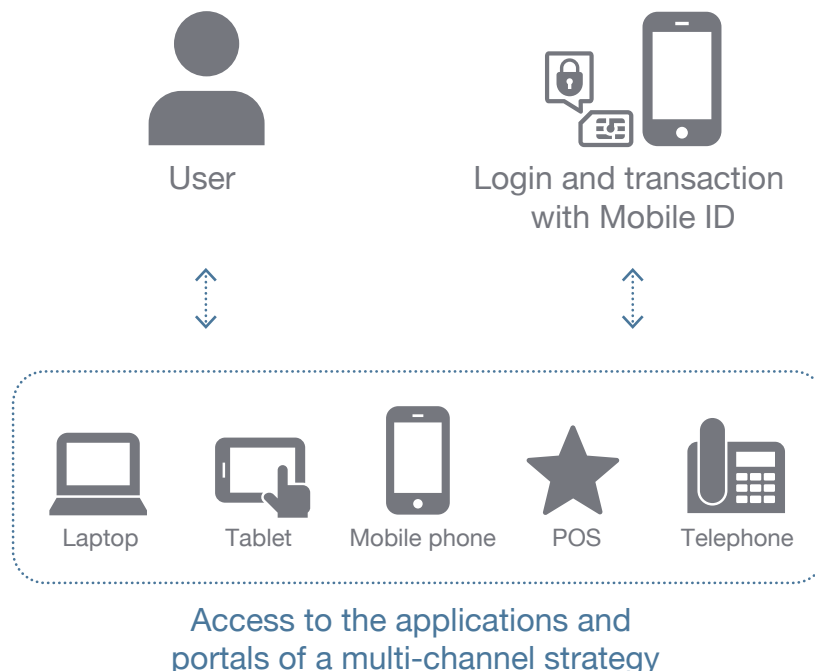 User
Login and transaction
with Mobile ID
Laptop
Tablet
Mobile phone
POS
Telephone
Access to the applications and
portals of a multi-channel strategy